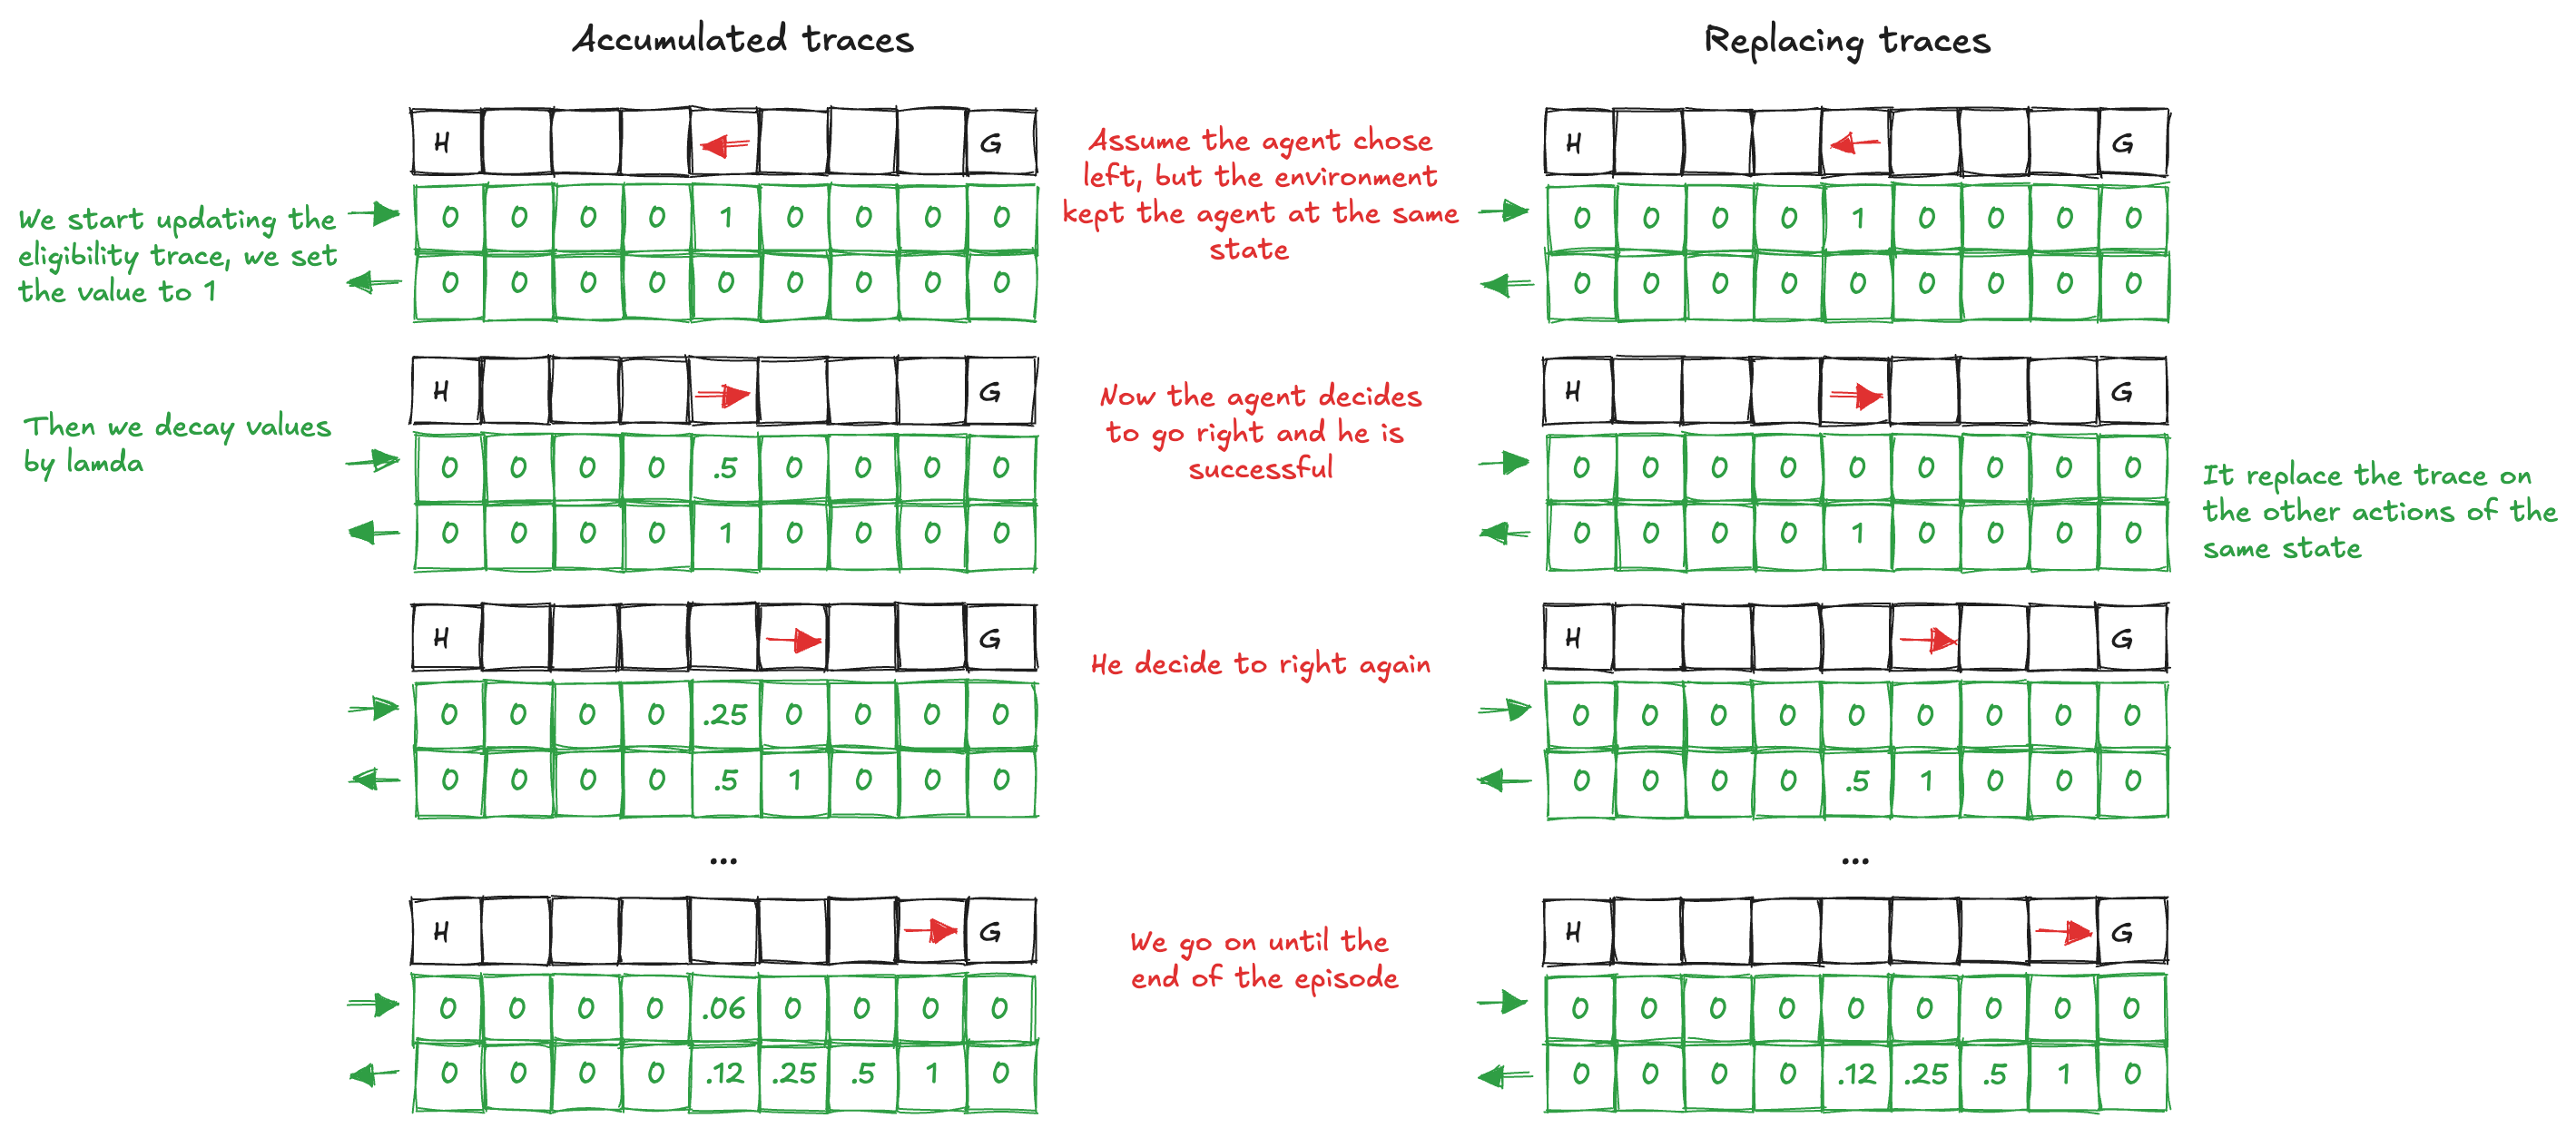 Accumulated traces
Replacing traces
H G
0 0 0 0 1 0 0 0 0
0 0 0 0 0 0 0 0 0
We start updating the
eligibility trace, we set
the value to 1
Assume the agent chose
left, but the environment
kept the agent at the same
state
H G
0 0 0 0 1 0 0 0 0
0 0 0 0 0 0 0 0 0
H G
0 0 0 0 .5 0 0 0 0
0 0 0 0 1 0 0 0 0
Then we decay values
by lamda
Now the agent decides
to go right and he is
successful
H G
0 0 0 0 0 0 0 0 0
0 0 0 0 1 0 0 0 0
It replace the trace on
the other actions of the
same state
H G
0 0 0 0 .25 0 0 0 0
0 0 0 0 .5 1 0 0 0
He decide to right again
H G
0 0 0 0 0 0 0 0 0
0 0 0 0 .5 1 0 0 0
...
...
H G
0 0 0 0 .06 0 0 0 0
0 0 0 0 .12 .25 .5 1 0
We go on until the
end of the episode
H G
0 0 0 0 0 0 0 0 0
0 0 0 0 .12 .25 .5 1 0